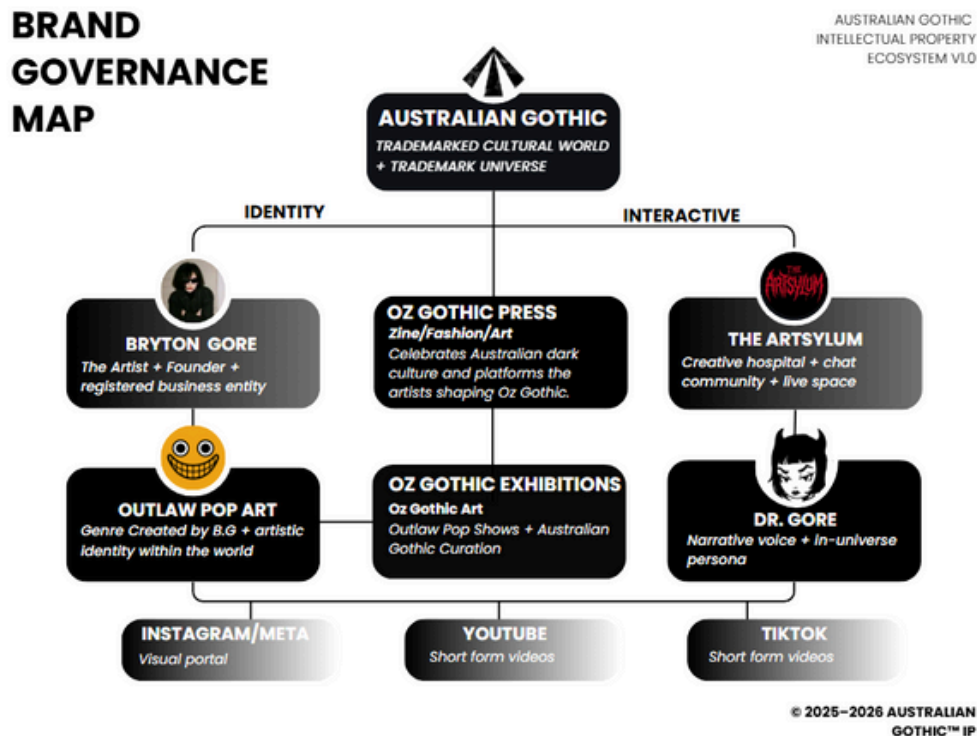 BRAND
GOVERNANCE
MAP
AUSTRALIAN GOTHIC
INTELLECTUAL PROPERTY
ECOSYSTEM V1.0
AUSTRALIAN GOTHIC
TRADEMARKED CULTURAL WORLD
+ TRADEMARK UNIVERSE
IDENTITY
INTERACTIVE
BRYTON GORE
The Artist + Founder +
registered business entity
OZ GOTHIC PRESS
Zine/Fashion/Art
Celebrates Australian dark
culture and platforms the
artists shaping Oz Gothic.
THE
ARTSYLUM
THE ARTSYLUM
Creative hospital + chat
community + live space
OUTLAW POP ART
Genre Created by B.G + artistic
identity within the world
OZ GOTHIC EXHIBITIONS
Oz Gothic Art
Outlaw Pop Shows + Australian
Gothic Curation
DR. GORE
Narrative voice + in-universe
persona
INSTAGRAM/META
Visual portal
YOUTUBE
Short form videos
TIKTOK
Short form videos
© 2025–2026 AUSTRALIAN
GOTHIC™ IP